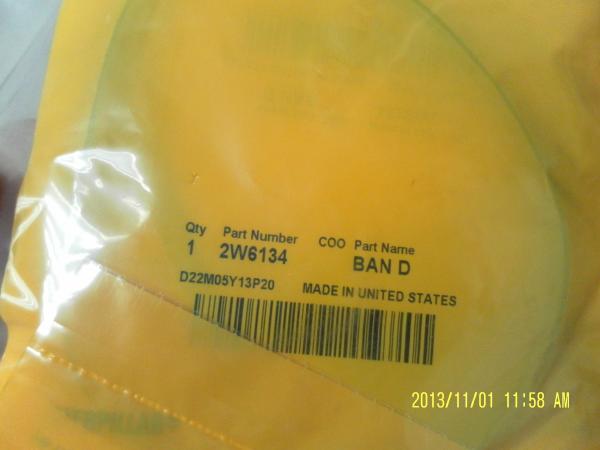 Qty Part Number COO Part Name
1 2W6134 BAN D
D22M05Y13P20 MADE IN UNITED STATES
2013/11/01 11:58 AM